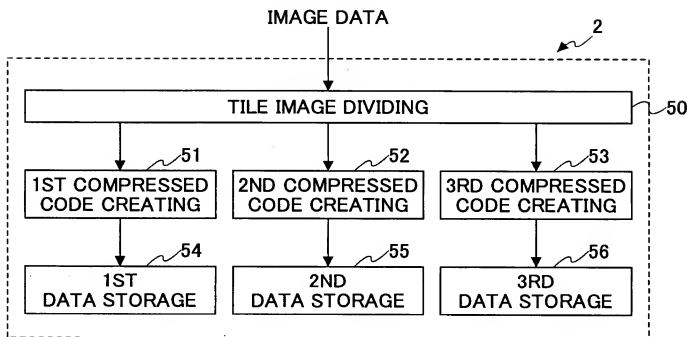 IMAGE DATA
2
TILE IMAGE DIVIDING
50
51
52
53
1ST COMPRESSED
CODE CREATING
2ND COMPRESSED
CODE CREATING
3RD COMPRESSED
CODE CREATING
54
55
56
1ST
DATA STORAGE
2ND
DATA STORAGE
3RD
DATA STORAGE